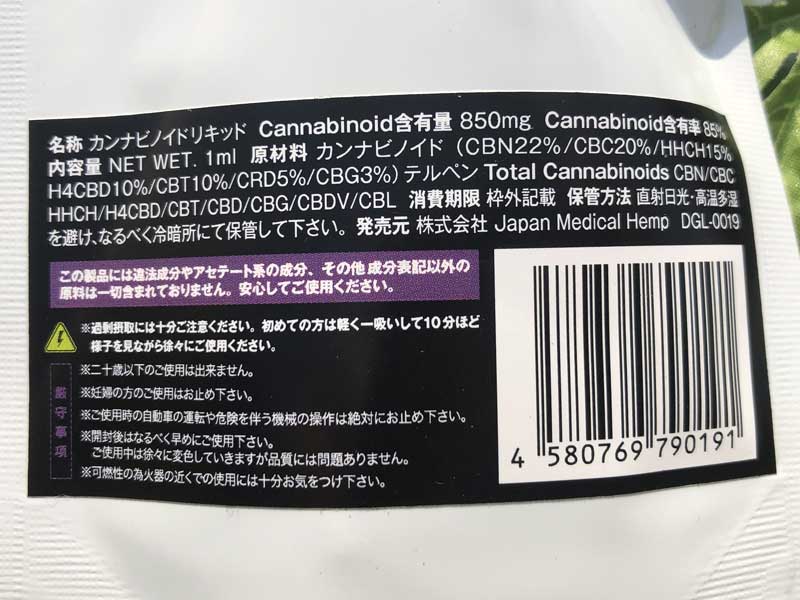 名称 カンナビノイドリキッド Cannabinoid含有量 850mg Cannabinoid含有率 85%
内容量 NET WET. 1ml 原材料 カンナビノイド（CBN22%/CBC20%/HHCH15%
H4CBD10%/CBT10%/CRD5%/CBG3%）テルペン Total Cannabinoids CBN/CBC
HHCH/H4CBD/CBT/CBD/CBG/CBDV/CBL 消費期限 枠外記載 保管方法 直射日光・高温多湿
を避け、なるべく冷暗所にて保管して下さい。発売元 株式会社 Japan Medical Hemp DGL-0019
この製品には違法成分やアセテート系の成分、その他 成分表記以外の
原料は一切含まれておりません。安心してご使用ください。
※過剰摂取には十分ご注意ください。初めての方は軽く一吸いして10分ほど
様子を見ながら徐々にご使用ください。
厳守事項
※二十歳以下のご使用は出来ません。
※妊婦の方のご使用はお止め下さい。
※ご使用時の自動車の運転や危険を伴う機械の操作は絶対にお止め下さい。
※開封後はなるべく早めにご使用下さい。
ご使用中は徐々に変色していきますが品質には問題ありません。
※可燃性の為火器の近くでの使用には十分お気をつけ下さい。
4 580769 790191